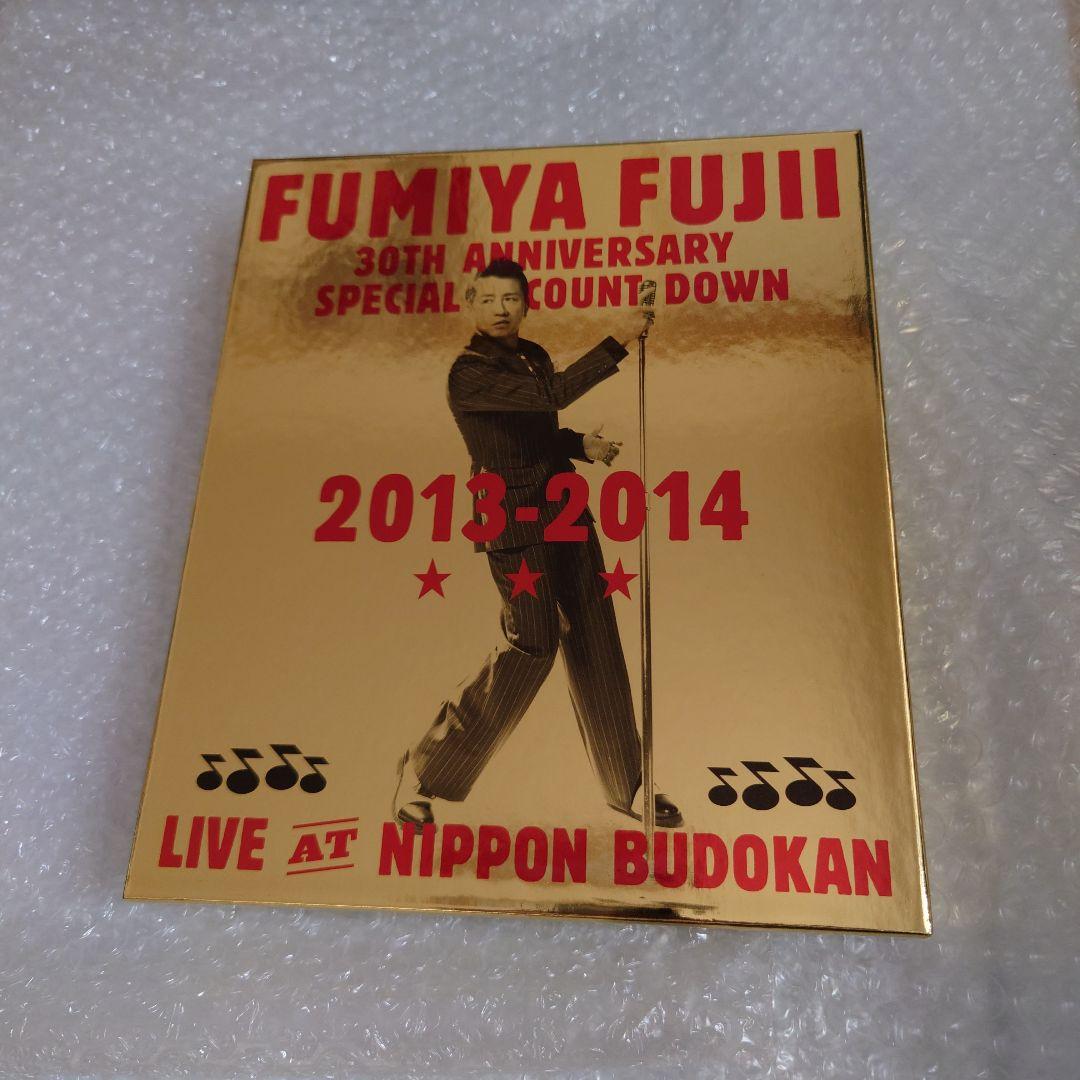 FUMIYA FUJII
30TH ANNIVERSARY
SPECIAL COUNT DOWN
2013-2014
LIVE AT NIPPON BUDOKAN